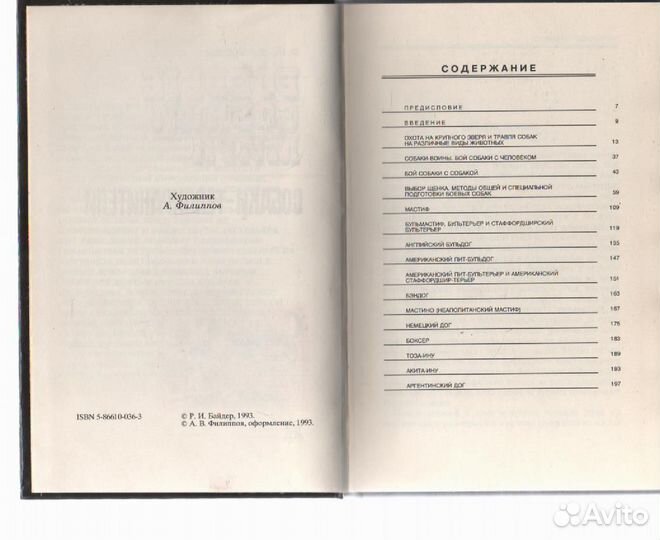 Художник
А. Филиппов
ISBN 5-86610-036-3
© Р. И. Байдер, 1993.
© А. В. Филиппов, оформление, 1993.
СОДЕРЖАНИЕ
ПРЕДИСЛОВИЕ 7
ВВЕДЕНИЕ 9
ОХОТА НА КРУПНОГО ЗВЕРЯ И ТРАВЛЯ СОБАК
НА РАЗЛИЧНЫЕ ВИДЫ ЖИВОТНЫХ 13
СОБАКИ-ВОИНЫ. БОЙ СОБАКИ С ЧЕЛОВЕКОМ 37
БОЙ СОБАКИ С СОБАКОЙ 43
ВЫБОР ЩЕНКА. МЕТОДЫ ОБЩЕЙ И СПЕЦИАЛЬНОЙ
ПОДГОТОВКИ БОЕВЫХ СОБАК 59
МАСТИФ 109
БУЛЬМАСТИФ, БУЛЬТЕРЬЕР И СТАФФОРДШИРСКИЙ
БУЛЬТЕРЬЕР 119
АНГЛИЙСКИЙ БУЛЬДОГ 135
АМЕРИКАНСКИЙ ПИТ-БУЛЬДОГ 147
АМЕРИКАНСКИЙ ПИТ-БУЛЬТЕРЬЕР И АМЕРИКАНСКИЙ
СТАФФОРДШИР-ТЕРЬЕР 151
БЭНДОГ 163
МАСТИНО (НЕАПОЛИТАНСКИЙ МАСТИФ) 167
НЕМЕЦКИЙ ДОГ 175
БОКСЕР 183
ТОЗА-ИНУ 189
АКИТА-ИНУ 193
АРГЕНТИНСКИЙ ДОГ 197
Avito